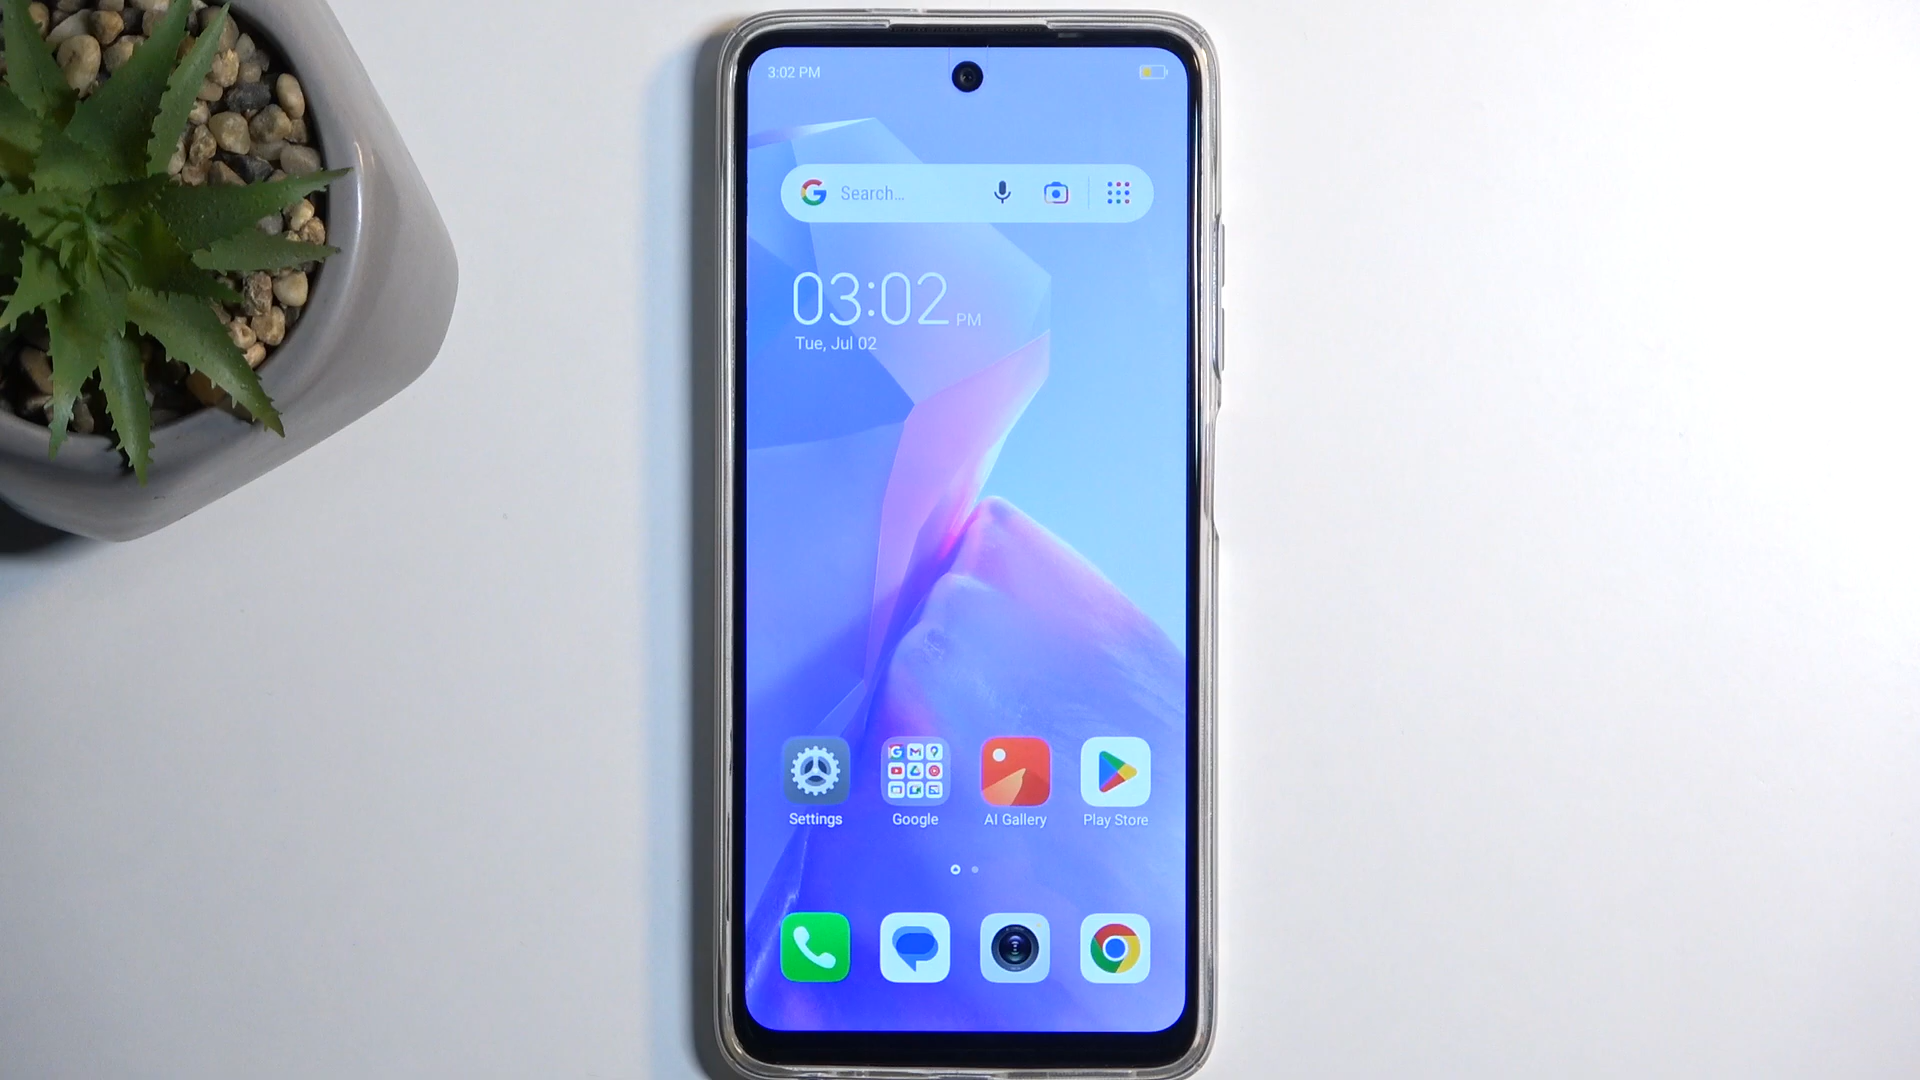 3:02 PM
Search...
03:02 PM
Tue, Jul 02
Settings Google AI Gallery Play Store